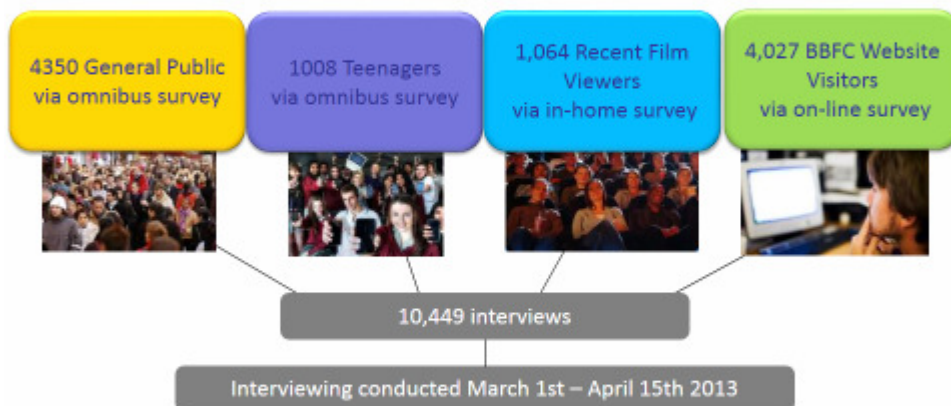 4350 General Public
via omnibus survey
1008 Teenagers
via omnibus survey
1,064 Recent Film
Viewers
via in-home survey
4,027 BBFC Website
Visitors
via on-line survey
10,449 interviews
Interviewing conducted March 1st – April 15th 2013